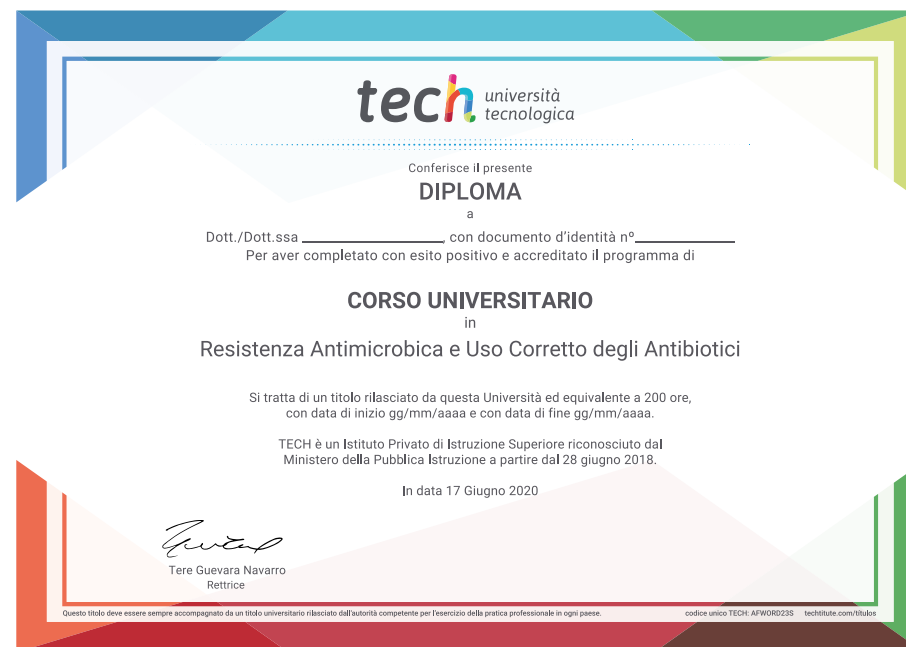 tech università
tecnologica
Conferisce il presente
DIPLOMA
a
Dott./Dott.ssa ____________________, con documento d'identità nº______________
Per aver completato con esito positivo e accreditato il programma di
CORSO UNIVERSITARIO
in
Resistenza Antimicrobica e Uso Corretto degli Antibiotici
Si tratta di un titolo rilasciato da questa Università ed equivalente a 200 ore,
con data di inizio gg/mm/aaaa e con data di fine gg/mm/aaaa.
TECH è un Istituto Privato di Istruzione Superiore riconosciuto dal
Ministero della Pubblica Istruzione a partire dal 28 giugno 2018.
In data 17 Giugno 2020
Tere Guevara Navarro
Rettrice
Questo titolo deve essere sempre accompagnato da un titolo universitario rilasciato dall'autorità competente per l'esercizio della pratica professionale in ogni paese. codice unico TECH: AFWORD23S techtitute.com/titulos